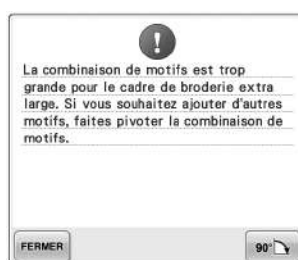 La combinaison de motifs est trop
grande pour le cadre de broderie extra
large. Si vous souhaitez ajouter d'autres
motifs, faites pivoter la combinaison de
motifs.
FERMER
90°